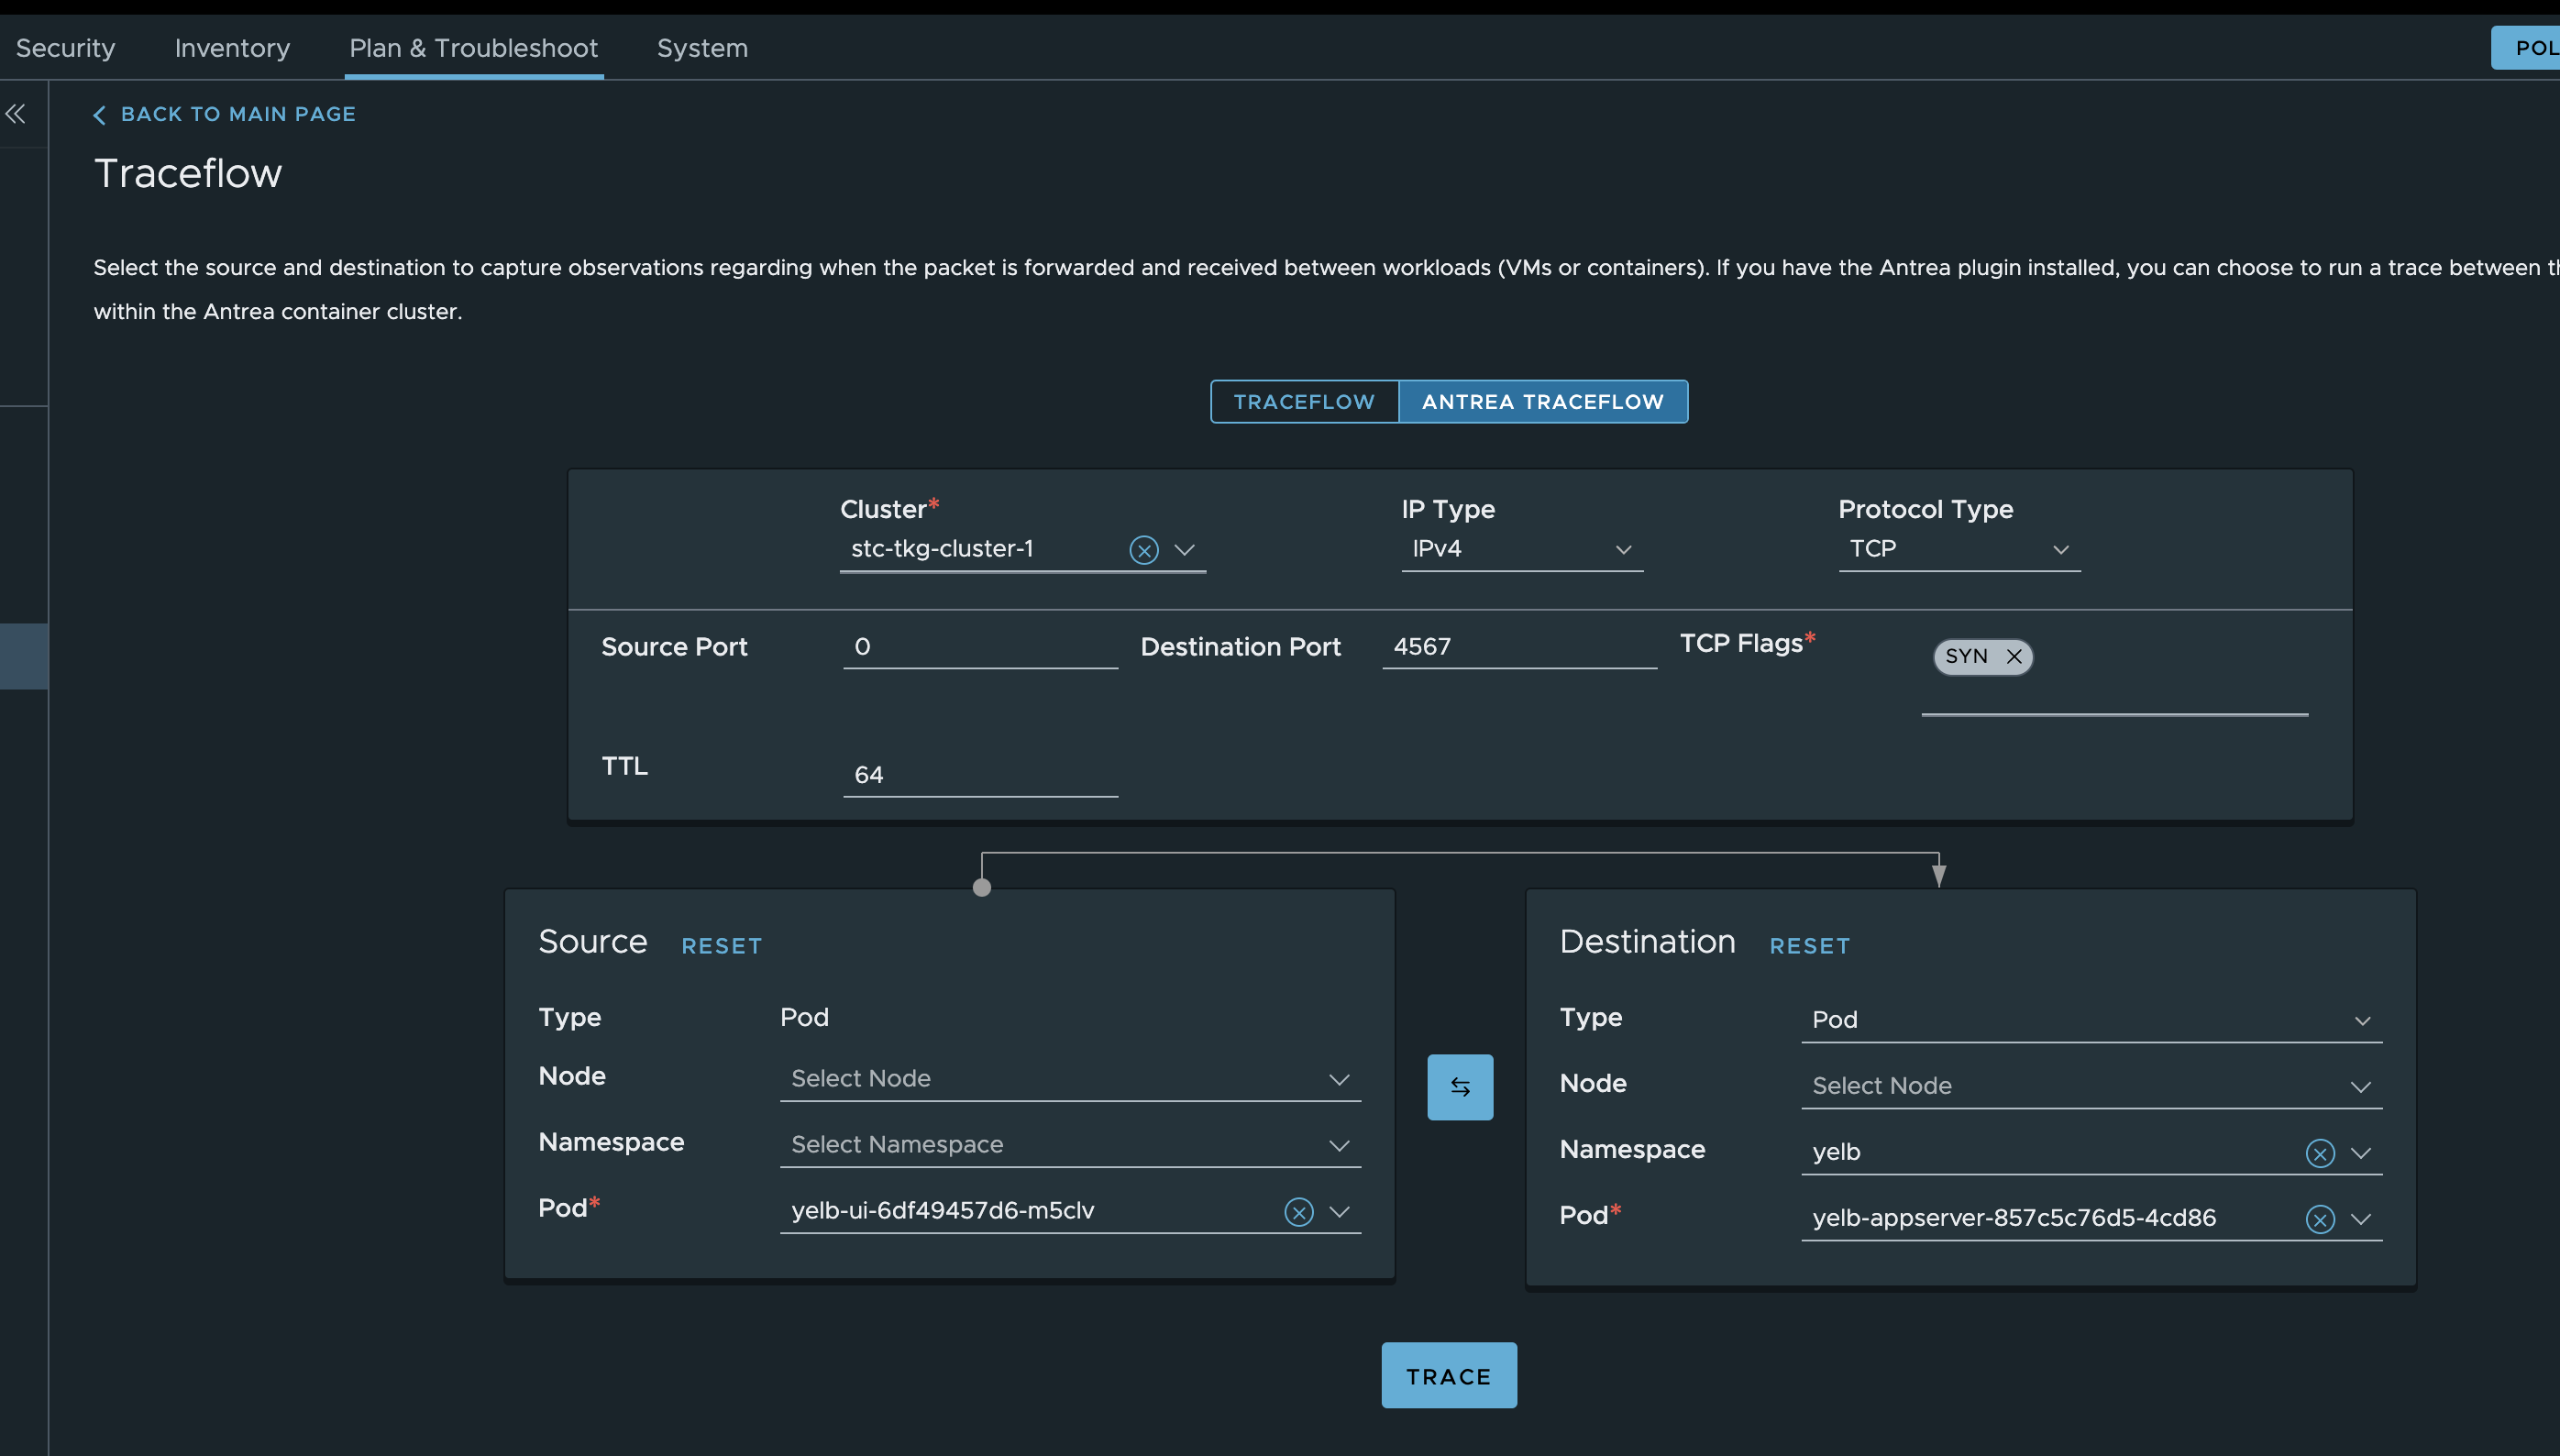 Security Inventory Plan & Troubleshoot System POL
BACK TO MAIN PAGE
Traceflow
Select the source and destination to capture observations regarding when the packet is forwarded and received between workloads (VMs or containers). If you have the Antrea plugin installed, you can choose to run a trace between
within the Antrea container cluster.
TRACEFLOW ANTREA TRACEFLOW
Cluster* IP Type Protocol Type
stc-tkg-cluster-1 IPv4 TCP
Source Port 0 Destination Port 4567 TCP Flags* SYN
TTL 64
Source RESET
Type Pod
Node Select Node
Namespace Select Namespace
Pod* yelb-ui-6df49457d6-m5clv
Destination RESET
Type Pod
Node Select Node
Namespace yelb
Pod* yelb-appserver-857c5c76d5-4cd86
TRACE